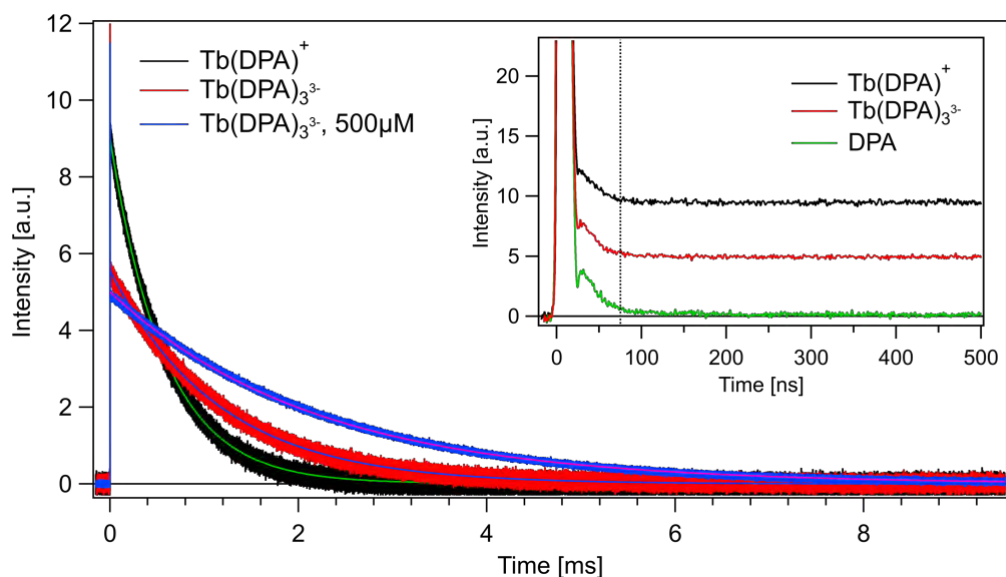 12
10
8
6
4
2
0
Intensity [a.u.]
Tb(DPA)⁺
Tb(DPA)₃³⁻
Tb(DPA)₃³⁻, 500µM
0
2
4
6
8
Time [ms]
20
15
10
5
0
Intensity [a.u.]
Tb(DPA)⁺
Tb(DPA)₃³⁻
DPA
0
100
200
300
400
500
Time [ns]